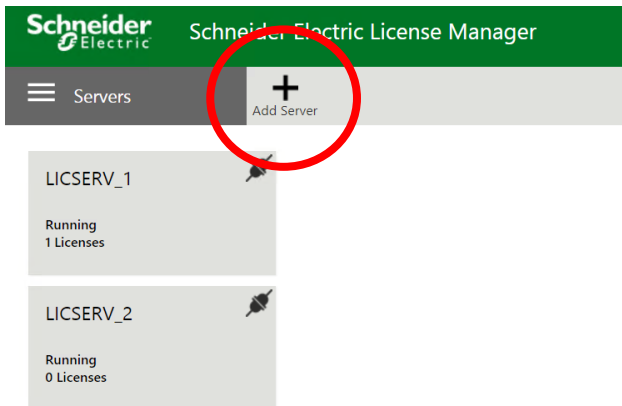 Schneider
Electric
Schneider Electric License Manager
Servers
Add Server
LICSERV_1
Running
1 Licenses
LICSERV_2
Running
0 Licenses